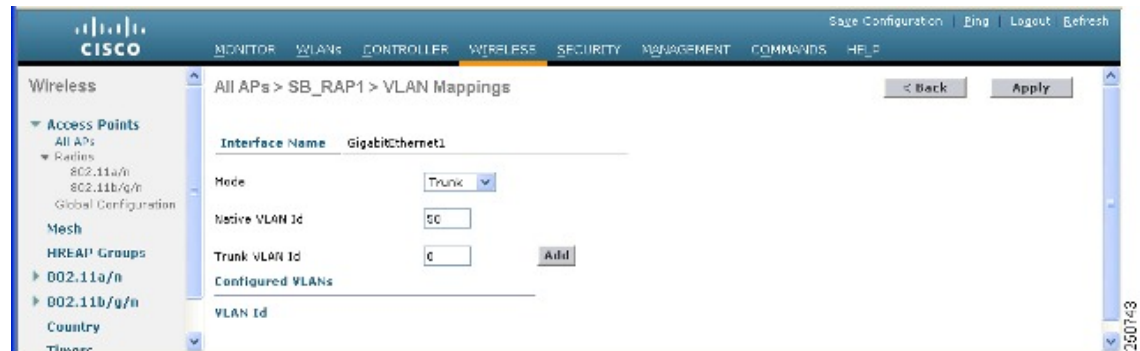 Save Configuration | Ping | Logout | Refresh
CISCO
MONITOR WLANs CONTROLLER WIRELESS SECURITY MANAGEMENT COMMANDS HELP
Wireless
All APs > SB_RAP1 > VLAN Mappings
< Back
Apply
Access Points
All APs
Radios
802.11a/n
802.11b/g/n
Global Configuration
Mesh
HREAP Groups
802.11a/n
802.11b/g/n
Country
Timers
Interface Name GigabitEthernet1
Mode Trunk
Native VLAN Id 50
Trunk VLAN Id 0 Add
Configured VLANs
VLAN Id
250743